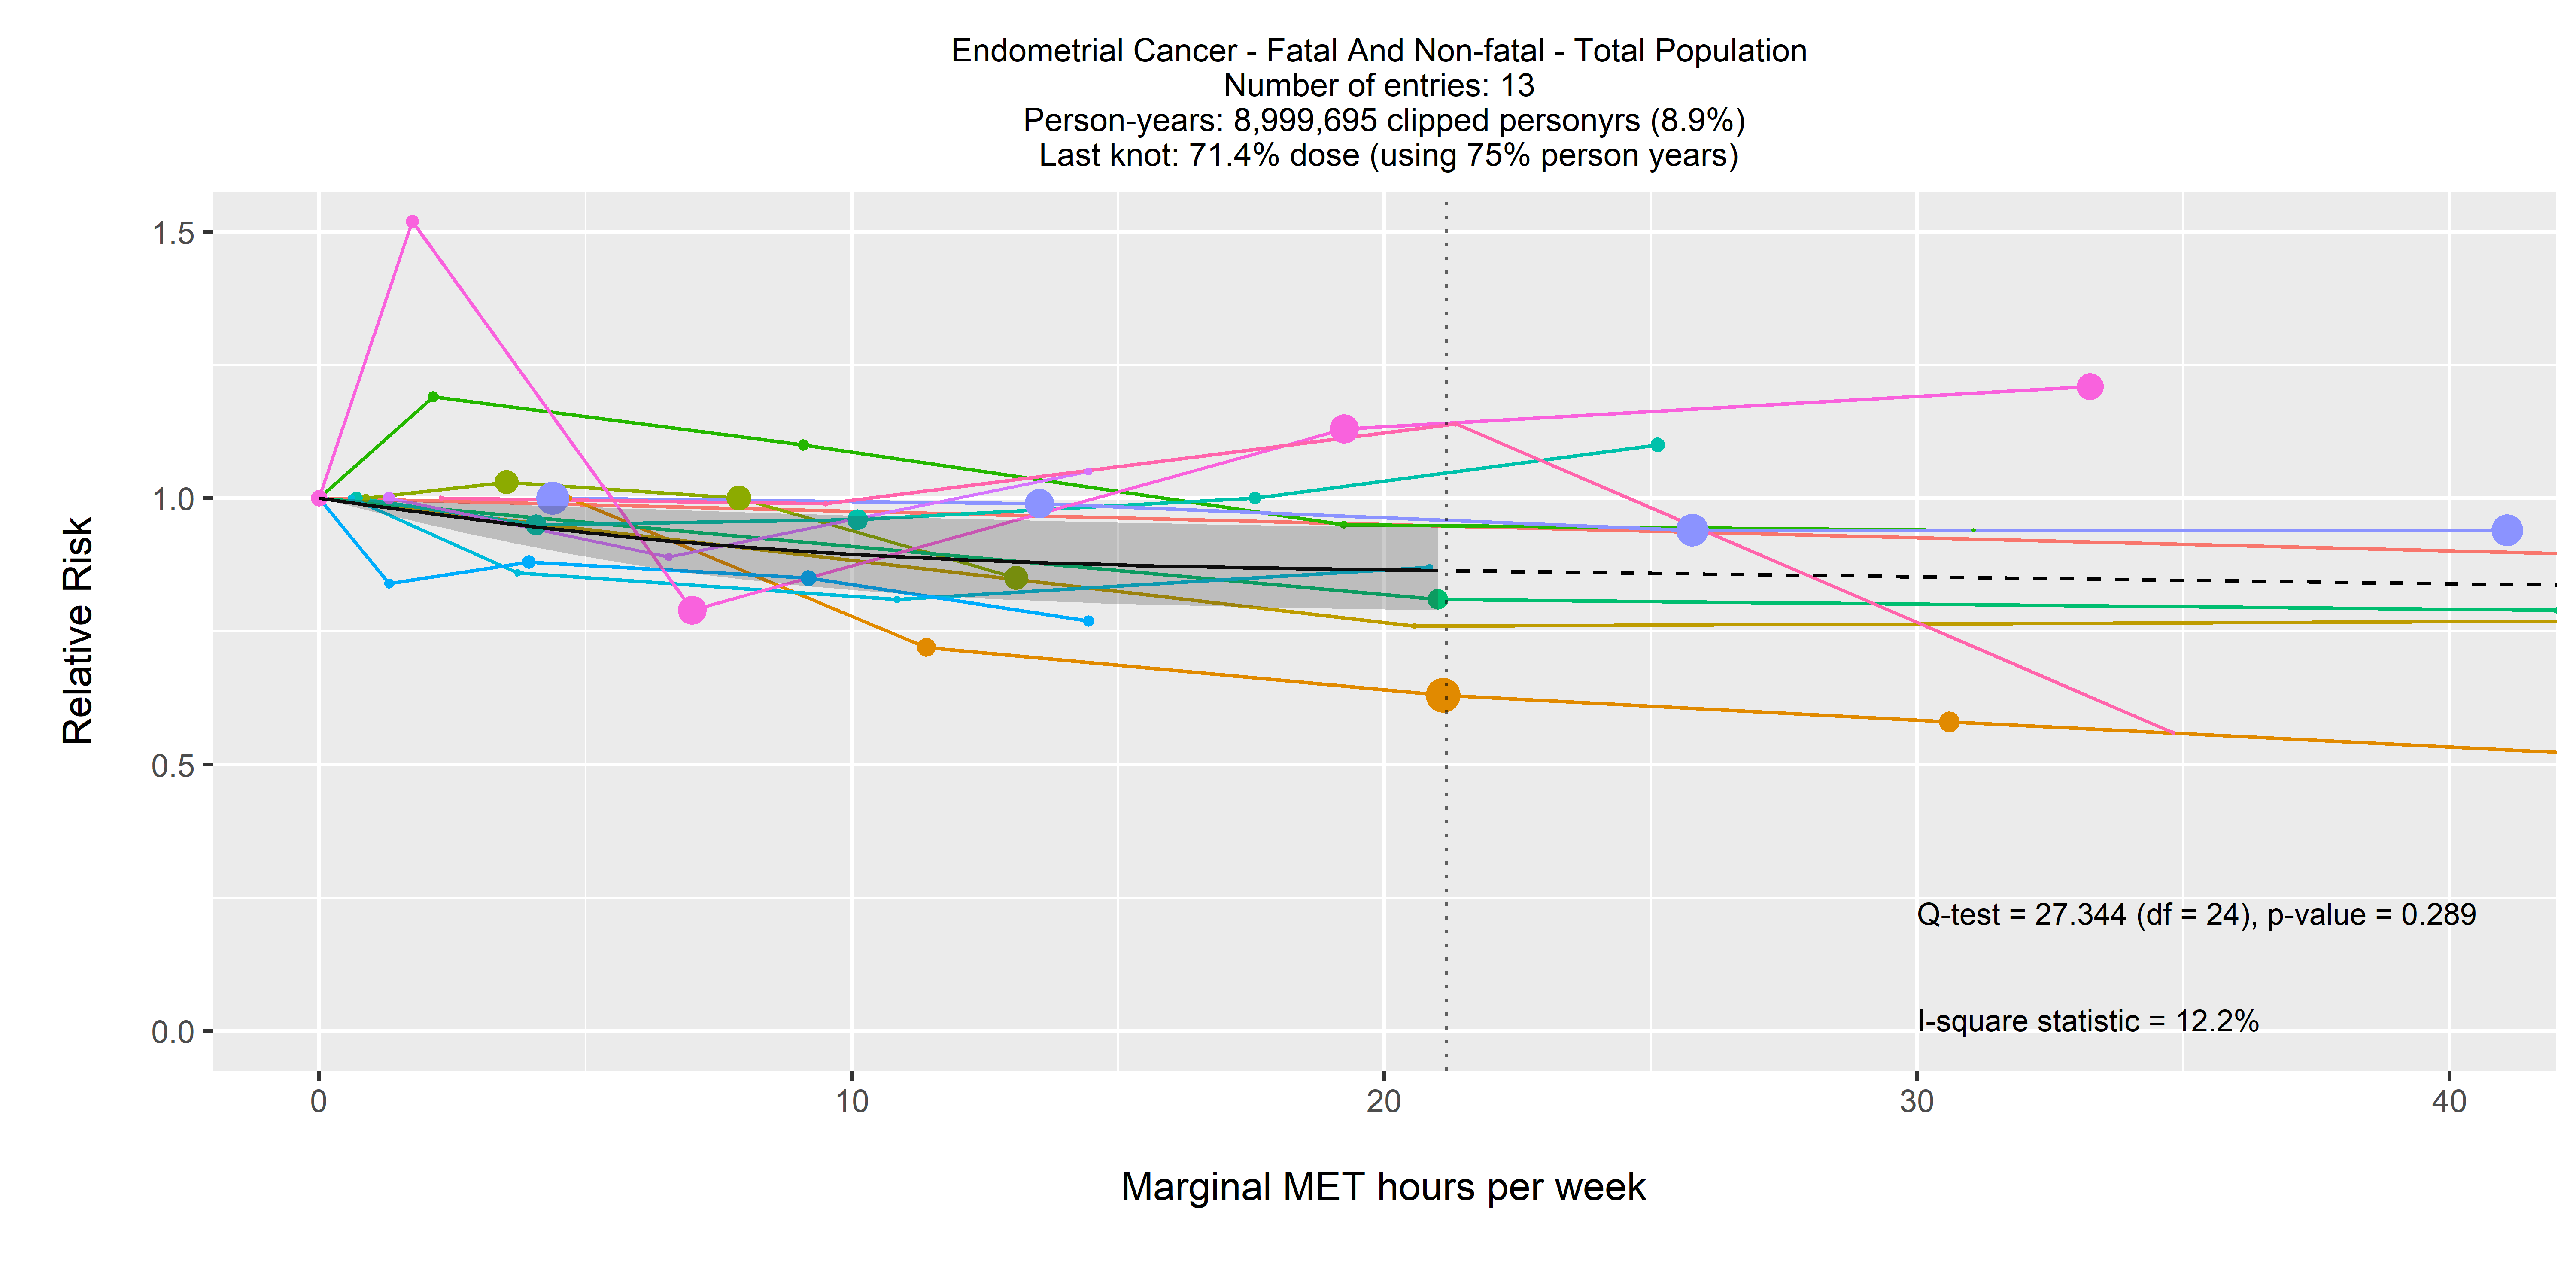 Endometrial Cancer - Fatal And Non-fatal - Total Population
Number of entries: 13
Person-years: 8,999,695 clipped personyrs (8.9%)
Last knot: 71.4% dose (using 75% person years)
1.5
1.0
0.5
0.0
Relative Risk
Q-test = 27.344 (df = 24), p-value = 0.289
I-square statistic = 12.2%
0 10 20 30 40
Marginal MET hours per week